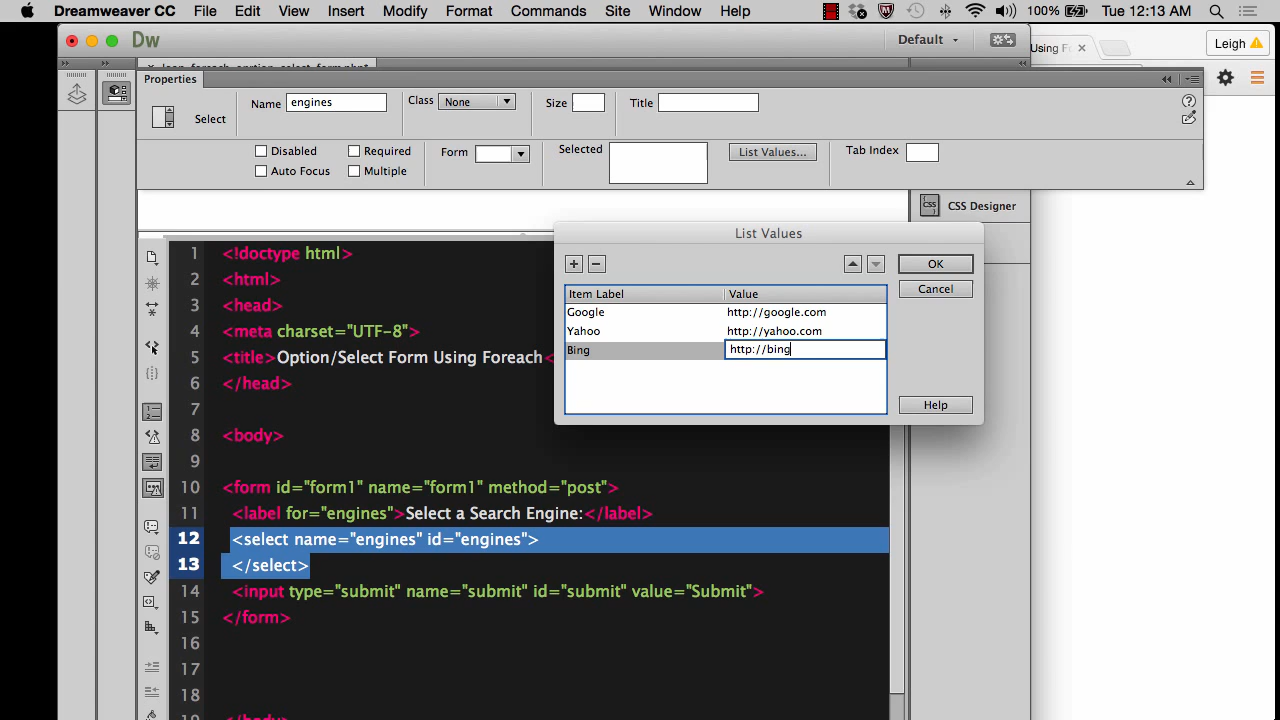 Dreamweaver CC File Edit View Insert Modify Format Commands Site Window Help 100% Tue 12:13 AM
Dw Default Using F Leigh
Properties
Name engines Class None Size Title
Select
Disabled Required Form Selected List Values... Tab Index
Auto Focus Multiple
CSS Designer
List Values
OK
Cancel
Item Label Value
Google http://google.com
Yahoo http://yahoo.com
Bing http://bing
Help
1 <!doctype html>
2 <html>
3 <head>
4 <meta charset="UTF-8">
5 <title>Option/Select Form Using Foreach<
6 </head>
7
8 <body>
9
10 <form id="form1" name="form1" method="post">
11 <label for="engines">Select a Search Engine:</label>
12 <select name="engines" id="engines">
13 </select>
14 <input type="submit" name="submit" id="submit" value="Submit">
15 </form>
16
17
18
19 </body>